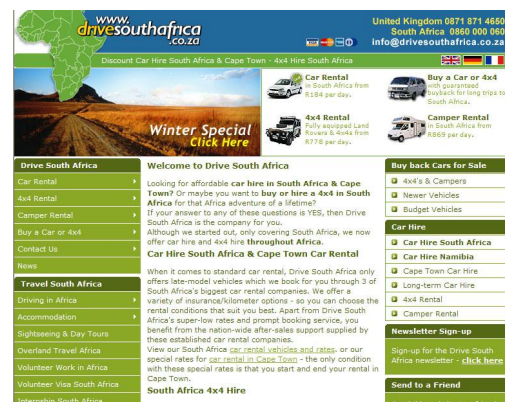 www.
drivesouthafrica
.co.za
United Kingdom 0871 871 4650
South Africa 0860 000 060
info@drivesouthafrica.co.za
Discount Car Hire South Africa & Cape Town - 4x4 Hire South Africa
Winter Special
Click Here
Car Rental
in South Africa from
R184 per day.
4x4 Rental
Fully equipped Land
Rovers & 4x4s from
R778 per day.
Buy a Car or 4x4
with guaranteed
buyback for long trips to
South Africa.
Camper Rental
in South Africa from
R869 per day.
Drive South Africa
Car Rental
4x4 Rental
Camper Rental
Buy a Car or 4x4
Contact Us
News
Travel South Africa
Driving in Africa
Accommodation
Sightseeing & Day Tours
Overland Travel Africa
Volunteer Work in Africa
Volunteer Visa South Africa
Internship South Africa
Welcome to Drive South Africa
Looking for affordable car hire in South Africa & Cape
Town? Or maybe you want to buy or hire a 4x4 in South
Africa for that Africa adventure of a lifetime?
If your answer to any of these questions is YES, then Drive
South Africa is the company for you.
Although we started out, only covering South Africa, we now
offer car hire and 4x4 hire throughout Africa.
Car Hire South Africa & Cape Town Car Rental
When it comes to standard car rental, Drive South Africa only
offers late-model vehicles which we book for you through 3 of
South Africa's biggest car rental companies. We offer a
variety of insurance/kilometer options - so you can choose the
rental conditions that suit you best. Apart from Drive South
Africa's super-low rates and prompt booking service, you
benefit from the nation-wide after-sales support supplied by
these established car rental companies.
View our South Africa car rental vehicles and rates. or our
special rates for car rental in Cape Town - the only condition
with these special rates is that you start and end your rental in
Cape Town.
South Africa 4x4 Hire
Buy back Cars for Sale
4x4's & Campers
Newer Vehicles
Budget Vehicles
Car Hire
Car Hire South Africa
Car Hire Namibia
Cape Town Car Hire
Long-term Car Hire
4x4 Rental
Camper Rental
Newsletter Sign-up
Sign-up for the Drive South
Africa newsletter - click here
Send to a Friend